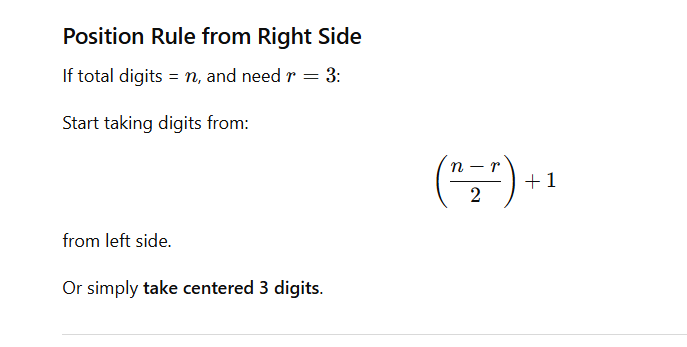 Position Rule from Right Side
If total digits = n, and need r = 3:
Start taking digits from:
(n − r / 2) + 1
from left side.
Or simply take centered 3 digits.